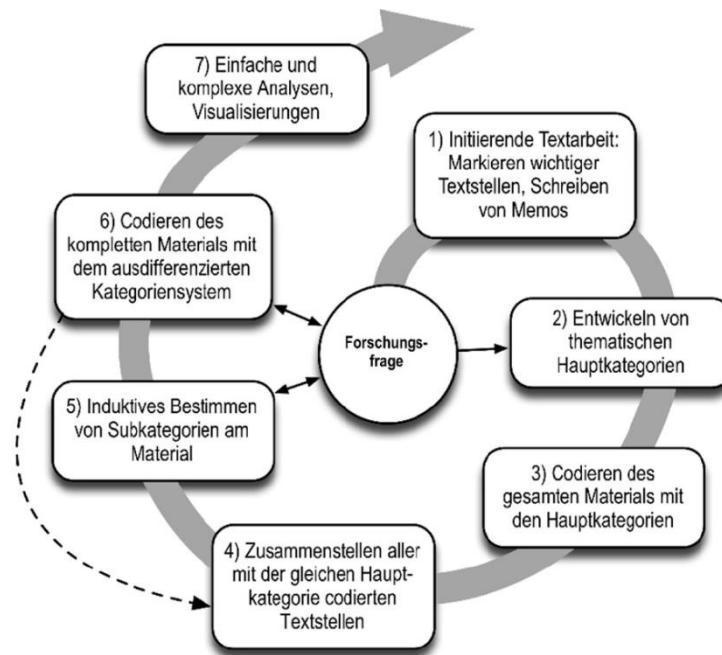 7) Einfache und
komplexe Analysen,
Visualisierungen
1) Initiierende Textarbeit:
Markieren wichtiger
Textstellen, Schreiben
von Memos
6) Codieren des
kompletten Materials mit
dem ausdifferenzierten
Kategoriensystem
Forschungs-
frage
2) Entwickeln von
thematischen
Hauptkategorien
5) Induktives Bestimmen
von Subkategorien am
Material
3) Codieren des
gesamten Materials mit
den Hauptkategorien
4) Zusammenstellen aller
mit der gleichen Haupt-
kategorie codierten
Textstellen